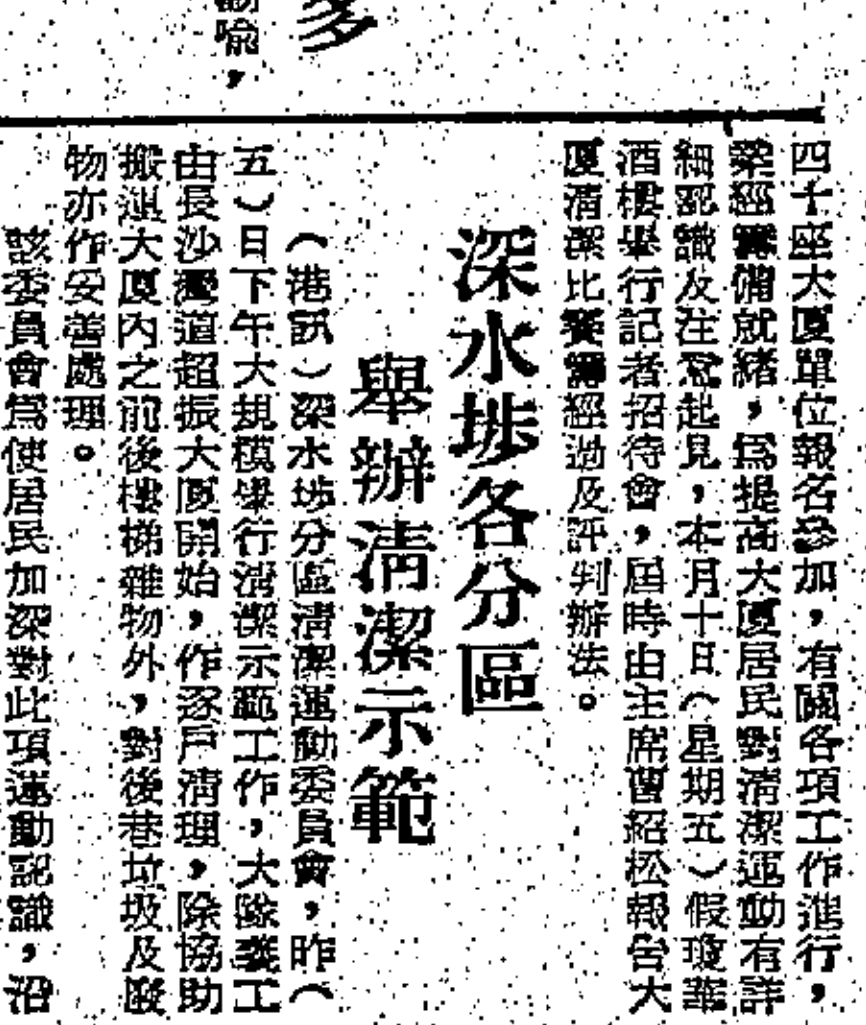 多
勸喻，
四十座大厦單位報名參加，有關各項工作進行，
業經籌備就緒，爲提高大厦居民對清潔運動有詳
細認識及注意起見，本月十日（星期五）假瓊華
酒樓舉行記者招待會，屆時由主席曹紹松報告大
厦清潔比賽籌經過及評判辦法。
深水埗各分區
舉辦清潔示範
（港訊）深水埗分區清潔運動委員會，昨（
五）日下午大規模舉行清潔示範工作，大隊義工
由長沙灣道超振大厦開始，作逐戶清理，除協助
搬運大厦內之前後樓梯雜物外，對後巷垃圾及廢
物亦作妥善處理。
該委員會爲使居民加深對此項運動認識，沿